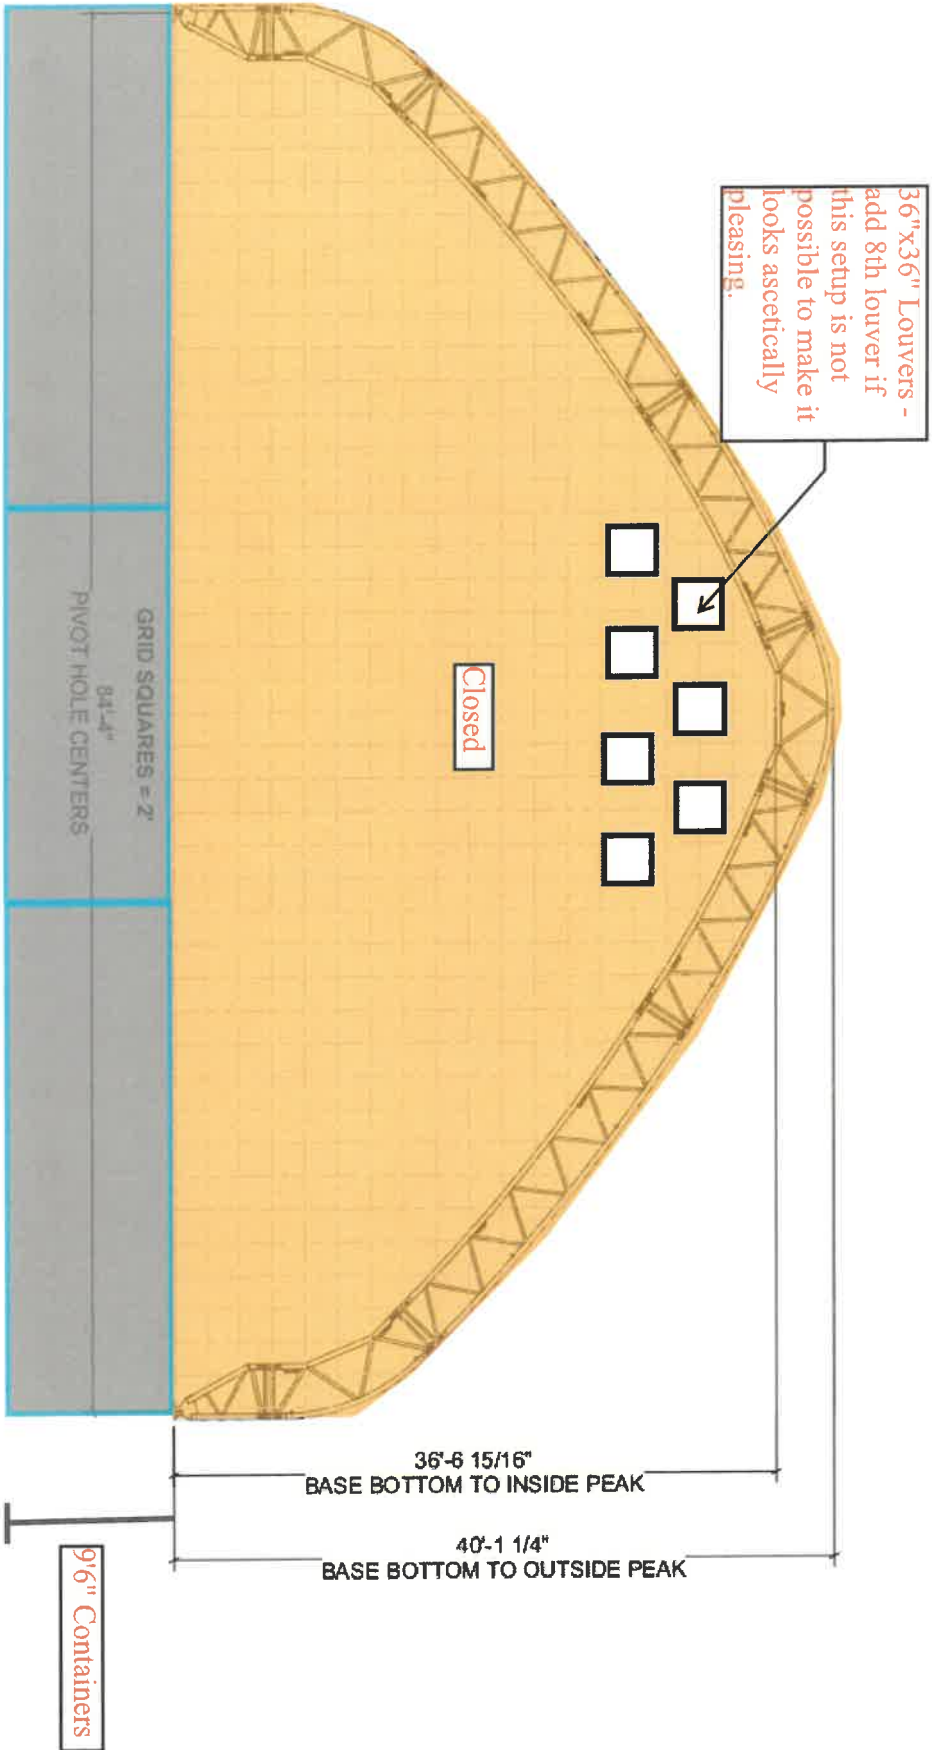 36"x36" Louvers -
add 8th louver if
this setup is not
possible to make it
looks ascetically
pleasing.
Closed
GRID SQUARES = 2'
84'-4"
PIVOT HOLE CENTERS
36'-6 15/16"
BASE BOTTOM TO INSIDE PEAK
40'-1 1/4"
BASE BOTTOM TO OUTSIDE PEAK
9'6" Containers